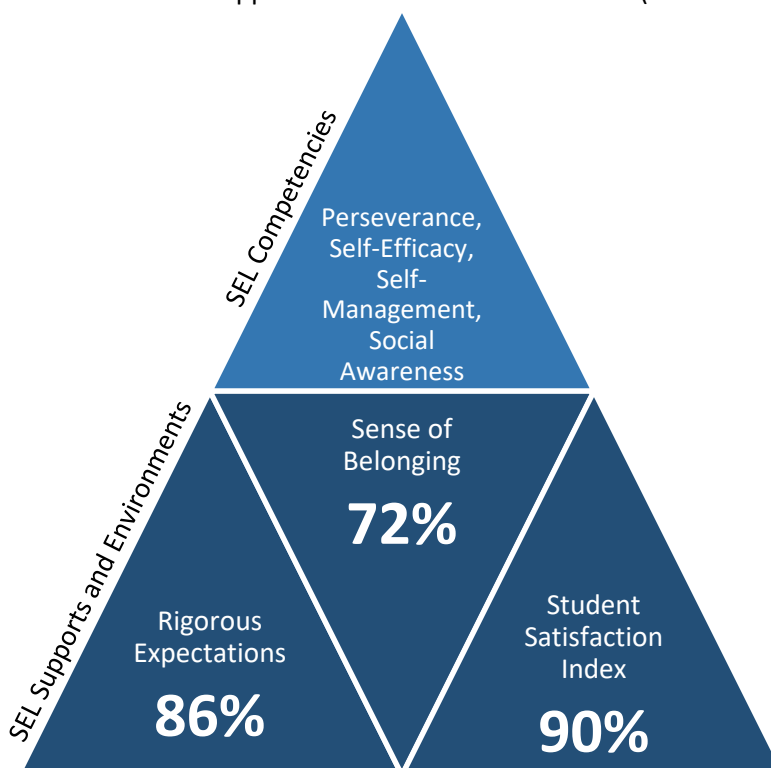 SEL Competencies
Perseverance,
Self-Efficacy,
Self-
Management,
Social
Awareness
SEL Supports and Environments
Sense of
Belonging
72%
Rigorous
Expectations
86%
Student
Satisfaction
Index
90%